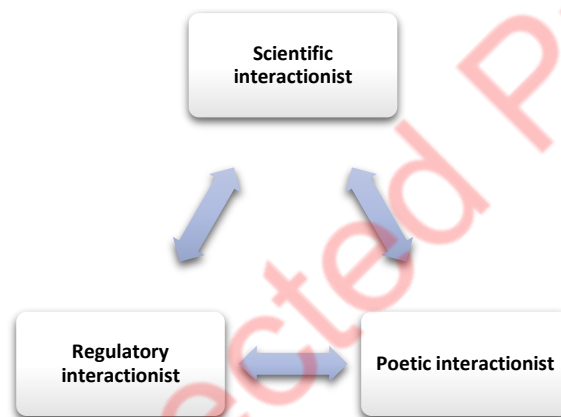 Scientific
interactionist
Regulatory
interactionist
Poetic interactionist